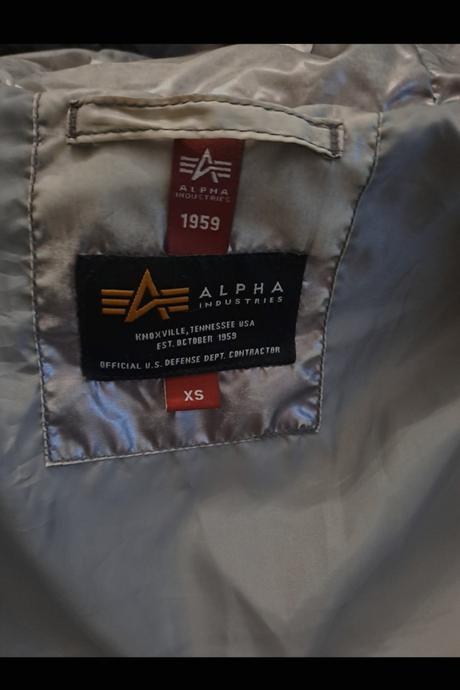 ALPHA
INDUSTRIES
1959
ALPHA
INDUSTRIES
KNOXVILLE, TENNESSEE USA
EST. OCTOBER 1959
OFFICIAL U.S. DEFENSE DEPT. CONTRACTOR
XS